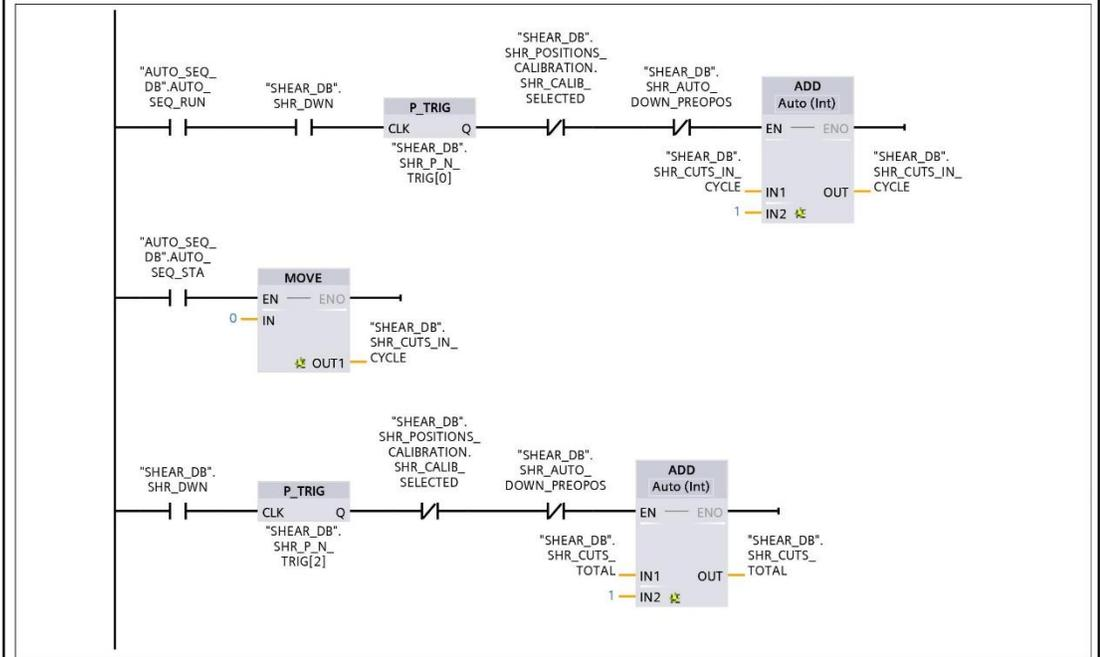 "AUTO_SEQ_
DB".AUTO_
SEQ_RUN
"SHEAR_DB".
SHR_DWN
P_TRIG
CLK Q
"SHEAR_DB".
SHR_P_N_
TRIG[0]
"SHEAR_DB".
SHR_POSITIONS_
CALIBRATION.
SHR_CALIB_
SELECTED
"SHEAR_DB".
SHR_AUTO_
DOWN_PREOPOS
ADD
Auto (Int)
EN ENO
"SHEAR_DB".
SHR_CUTS_IN_
CYCLE
IN1
1
IN2
OUT
"SHEAR_DB".
SHR_CUTS_IN_
CYCLE
"AUTO_SEQ_
DB".AUTO_
SEQ_STA
MOVE
EN ENO
0
IN
OUT1
"SHEAR_DB".
SHR_CUTS_IN_
CYCLE
"SHEAR_DB".
SHR_DWN
P_TRIG
CLK Q
"SHEAR_DB".
SHR_P_N_
TRIG[2]
"SHEAR_DB".
SHR_POSITIONS_
CALIBRATION.
SHR_CALIB_
SELECTED
"SHEAR_DB".
SHR_AUTO_
DOWN_PREOPOS
ADD
Auto (Int)
EN ENO
"SHEAR_DB".
SHR_CUTS_
TOTAL
IN1
1
IN2
OUT
"SHEAR_DB".
SHR_CUTS_
TOTAL